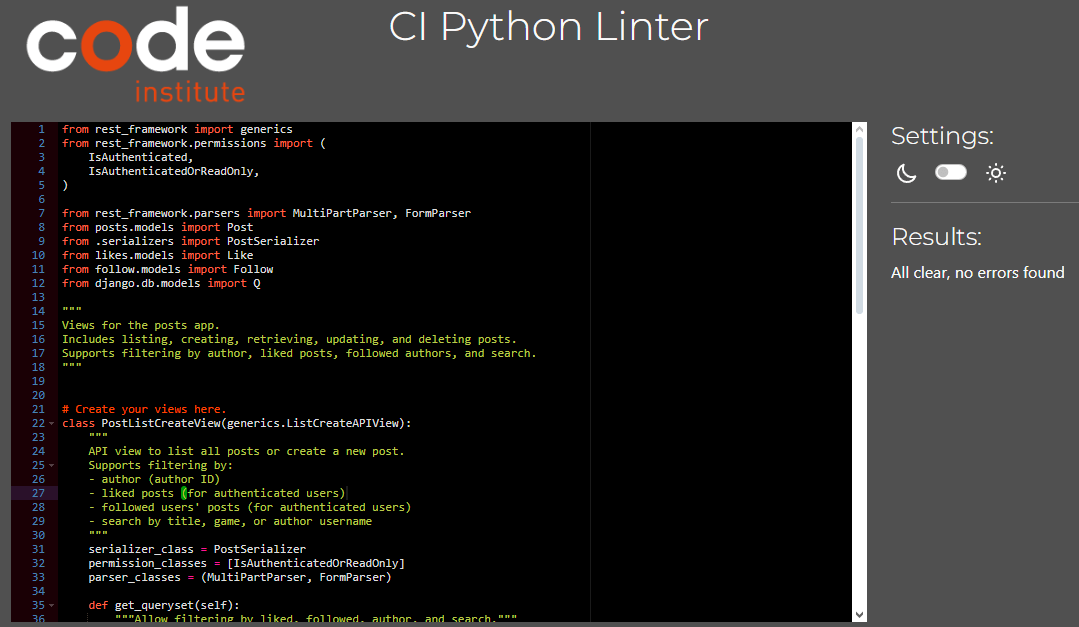 code
institute
CI Python Linter
1 from rest_framework import generics
2 from rest_framework.permissions import (
3     IsAuthenticated,
4     IsAuthenticatedOrReadOnly,
5 )
6
7 from rest_framework.parsers import MultiPartParser, FormParser
8 from posts.models import Post
9 from .serializers import PostSerializer
10 from likes.models import Like
11 from follow.models import Follow
12 from django.db.models import Q
13
14 """
15 Views for the posts app.
16 Includes listing, creating, retrieving, updating, and deleting posts.
17 Supports filtering by author, liked posts, followed authors, and search.
18 """
19
20
21 # Create your views here.
22 class PostListCreateView(generics.ListCreateAPIView):
23     """
24     API view to list all posts or create a new post.
25     Supports filtering by:
26     - author (author ID)
27     - liked posts (for authenticated users)
28     - followed users' posts (for authenticated users)
29     - search by title, game, or author username
30     """
31     serializer_class = PostSerializer
32     permission_classes = [IsAuthenticatedOrReadOnly]
33     parser_classes = (MultiPartParser, FormParser)
34
35     def get_queryset(self):
36         """Allow filtering by liked, followed, author, and search."""
Settings:
Results:
All clear, no errors found